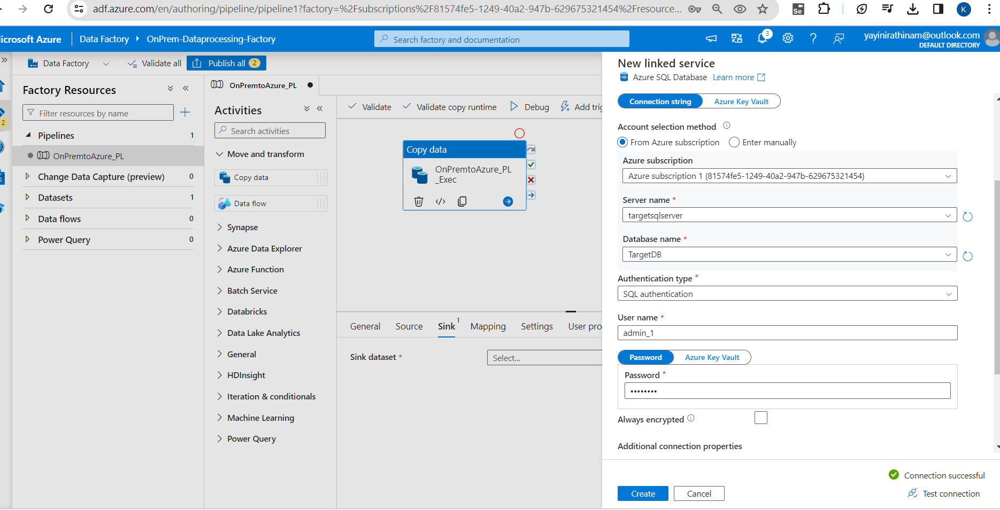 adf.azure.com/en/authoring/pipeline/pipeline1?factory=%2Fsubscriptions%2F81574fe5-1249-40a2-947b-629675321454%2Fresource...
Se
K
icrosoft Azure
Data Factory
OnPrem-Dataprocessing-Factory
Search factory and documentation
3
?
yayinirathinam@outlook.com
DEFAULT DIRECTORY
Data Factory
Validate all
Publish all 2
2
Factory Resources
Filter resources by name
Pipelines 1
OnPremtoAzure_PL
Change Data Capture (preview) 0
Datasets 1
Data flows 0
Power Query 0
OnPremtoAzure_PL
Activities
Search activities
Move and transform
Copy data
Data flow
Synapse
Azure Data Explorer
Azure Function
Batch Service
Databricks
Data Lake Analytics
General
HDInsight
Iteration & conditionals
Machine Learning
Power Query
Validate
Validate copy runtime
Debug
Add trig
Copy data
OnPremtoAzure_PL
_Exec
General
Source
Sink 1
Mapping
Settings
User pro
Sink dataset *
Select...
New linked service
SQL
Azure SQL Database Learn more
Connection string
Azure Key Vault
Account selection method
From Azure subscription
Enter manually
Azure subscription
Azure subscription 1 (81574fe5-1249-40a2-947b-629675321454)
Server name *
targetsqlserver
Database name *
TargetDB
Authentication type *
SQL authentication
User name *
admin_1
Password
Azure Key Vault
Password *
••••••••
Always encrypted
Additional connection properties
Connection successful
Create
Cancel
Test connection